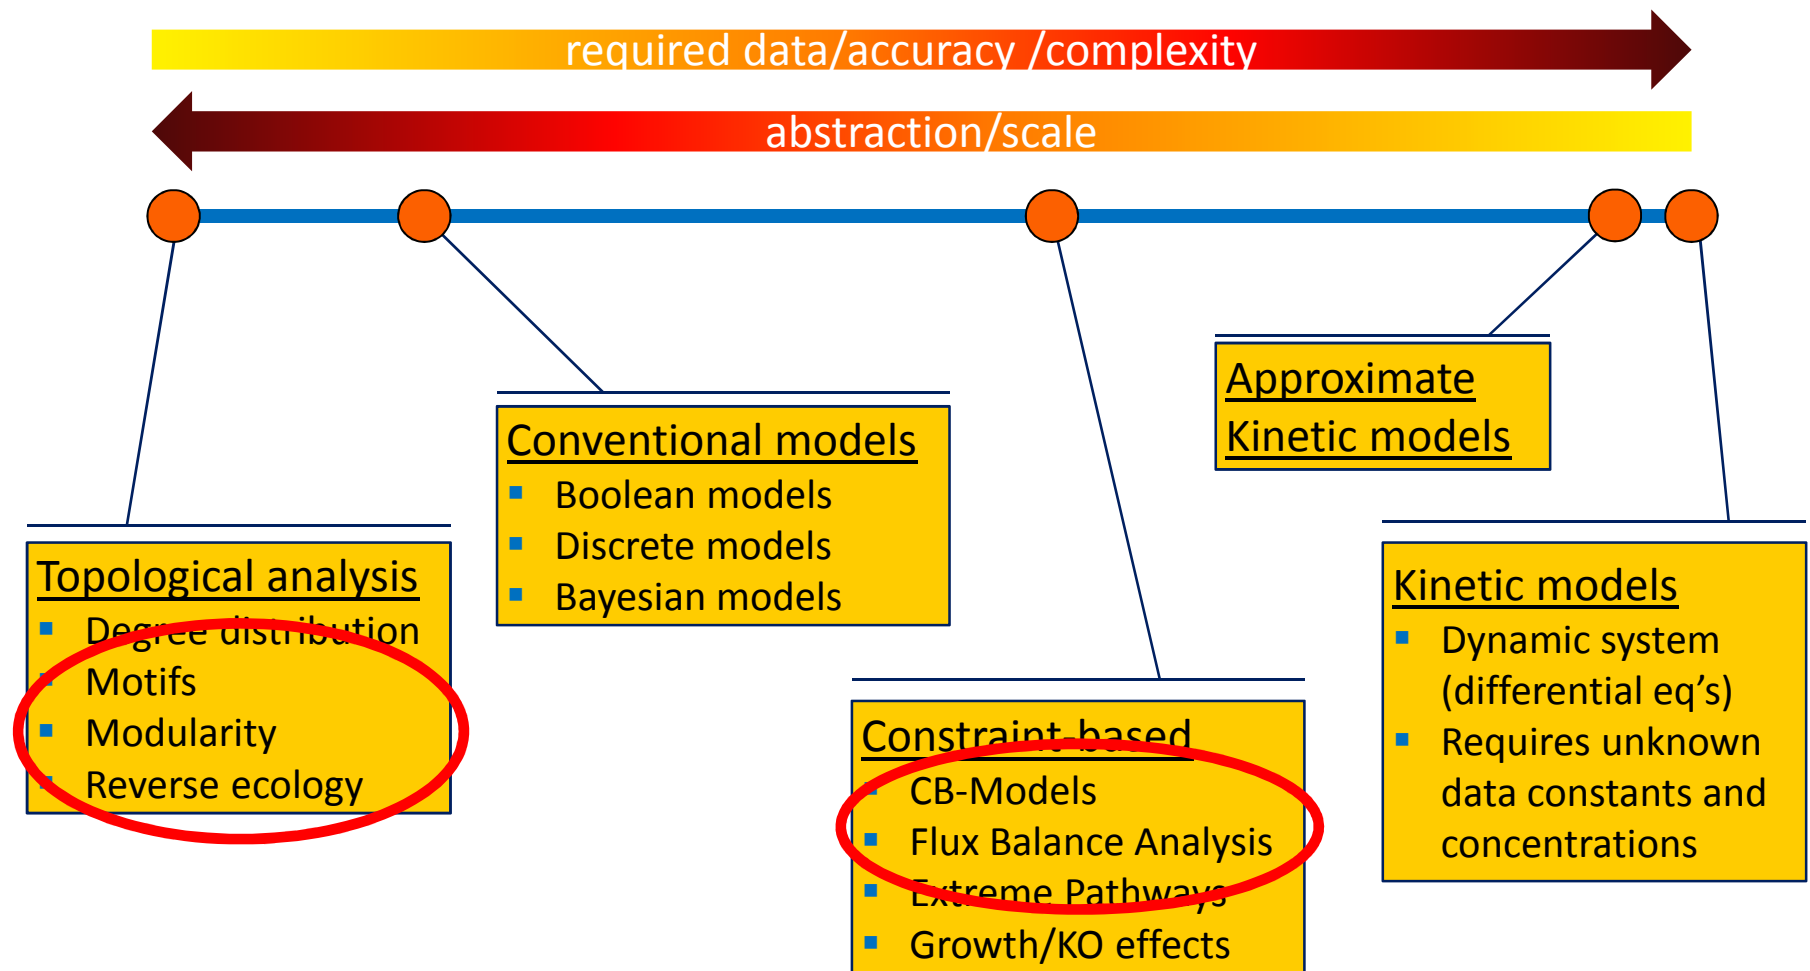 required data/accuracy /complexity
abstraction/scale
Topological analysis
Degree distribution
Motifs
Modularity
Reverse ecology
Conventional models
Boolean models
Discrete models
Bayesian models
Constraint-based
CB-Models
Flux Balance Analysis
Extreme Pathways
Growth/KO effects
Approximate
Kinetic models
Kinetic models
Dynamic system
(differential eq's)
Requires unknown
data constants and
concentrations